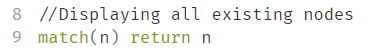 8 //Displaying all existing nodes
9 match(n) return n